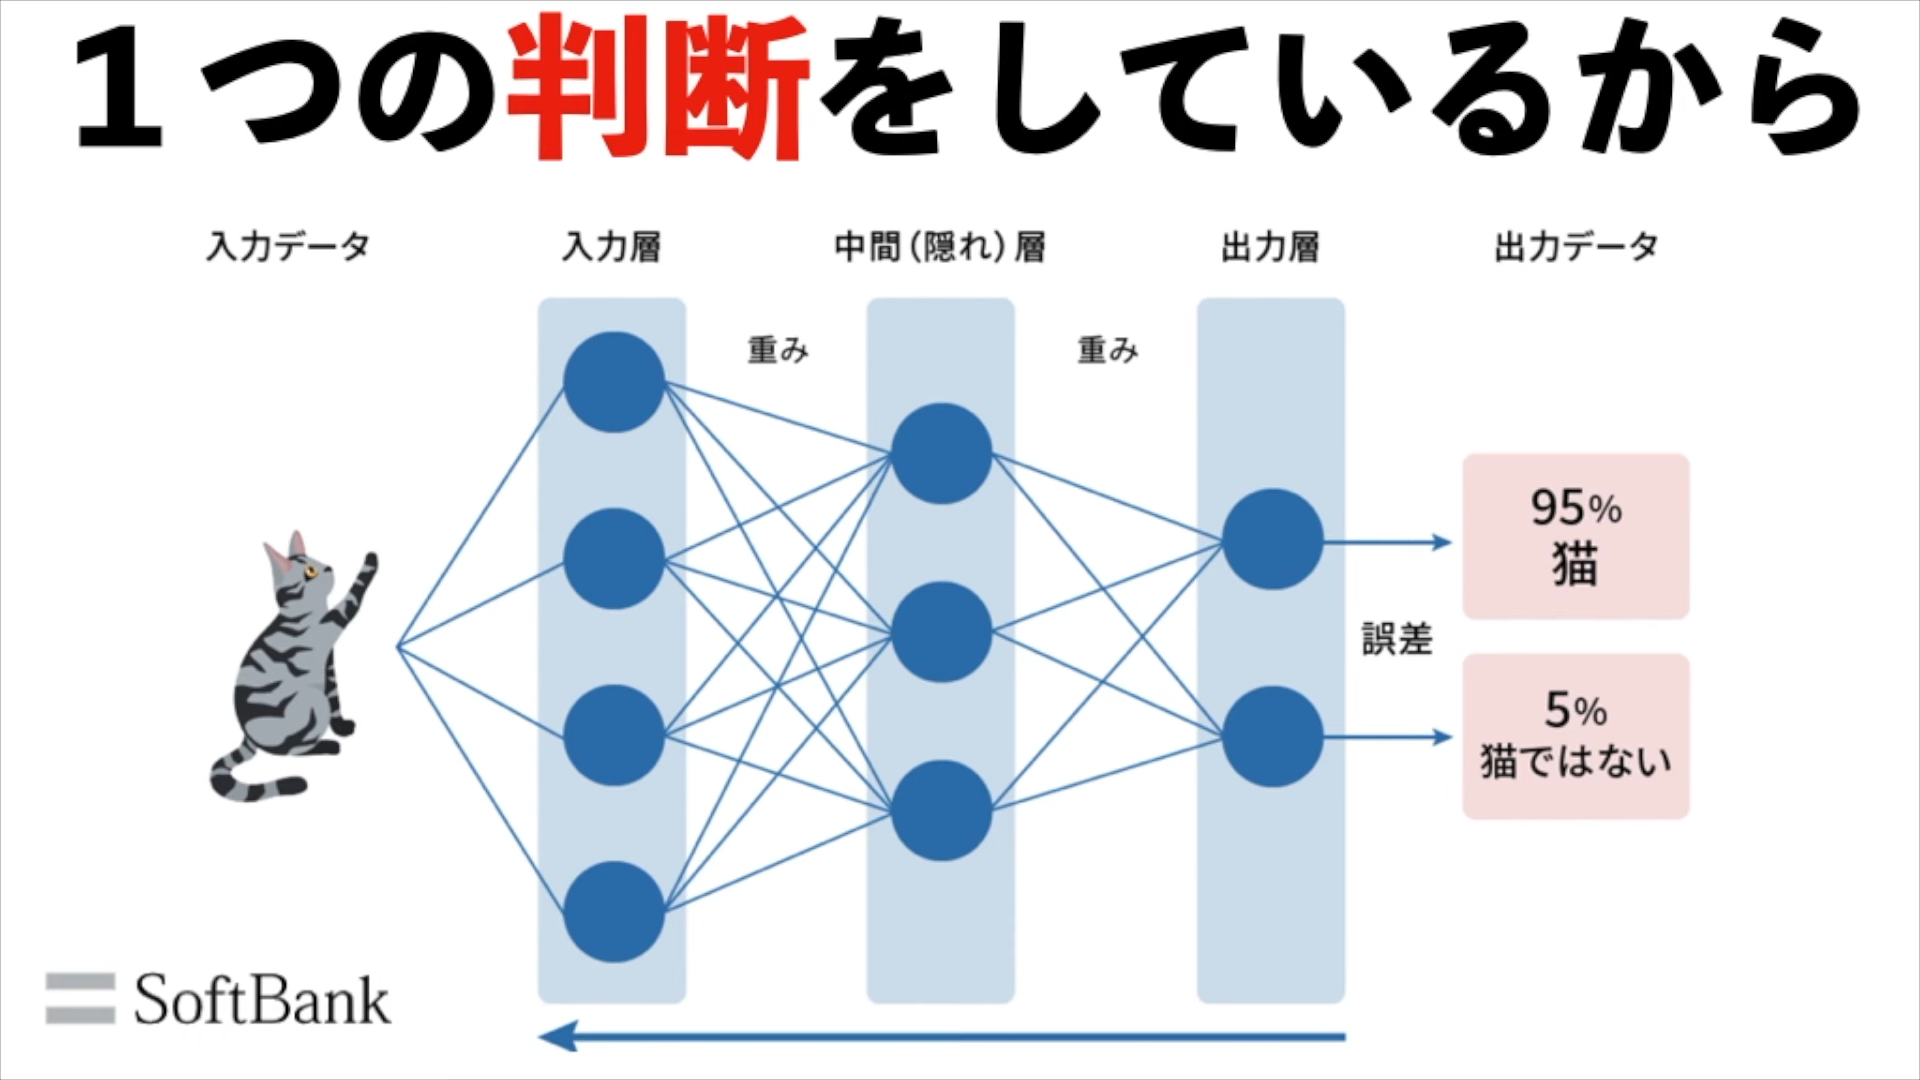 １つの判断をしているから
入力データ
入力層
中間（隠れ）層
出力層
出力データ
重み
重み
95%
猫
誤差
5%
猫ではない
SoftBank